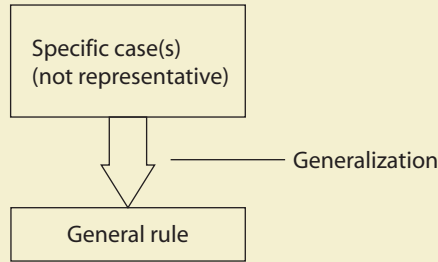 Specific case(s)
(not representative)
Generalization
General rule